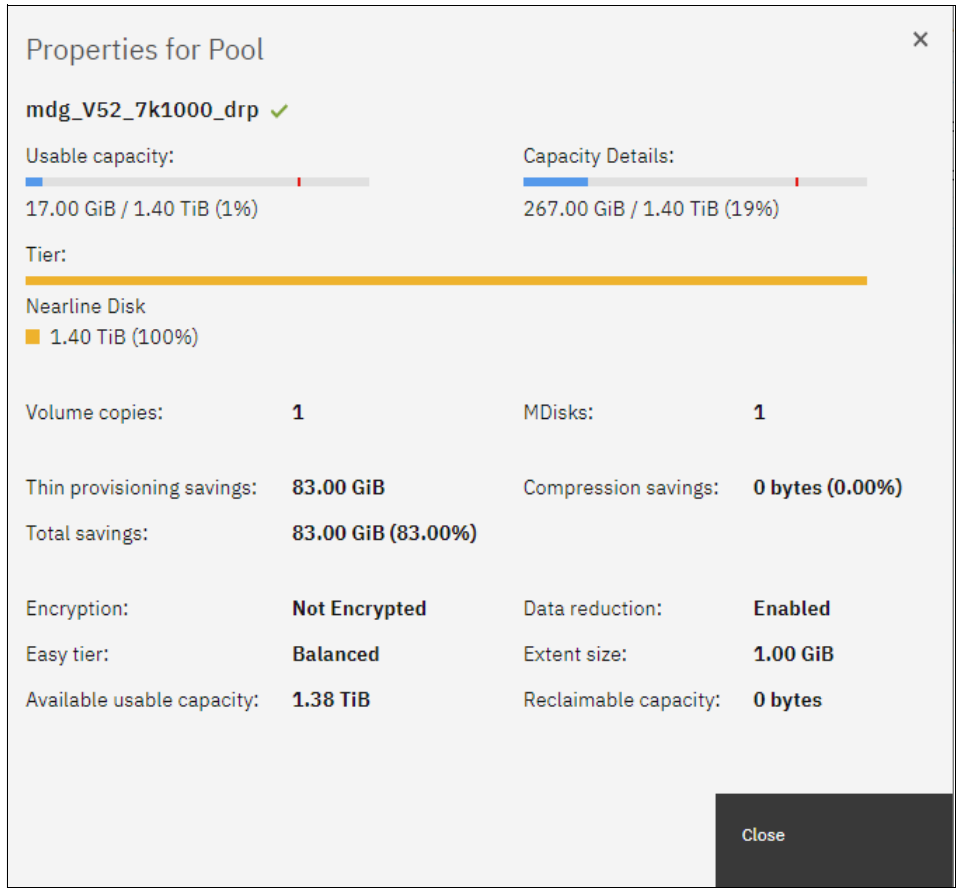 Properties for Pool
mdg_V52_7k1000_drp
Usable capacity: Capacity Details:
17.00 GiB / 1.40 TiB (1%) 267.00 GiB / 1.40 TiB (19%)
Tier:
Nearline Disk
1.40 TiB (100%)
Volume copies: 1 MDisks: 1
Thin provisioning savings: 83.00 GiB Compression savings: 0 bytes (0.00%)
Total savings: 83.00 GiB (83.00%)
Encryption: Not Encrypted Data reduction: Enabled
Easy tier: Balanced Extent size: 1.00 GiB
Available usable capacity: 1.38 TiB Reclaimable capacity: 0 bytes
Close